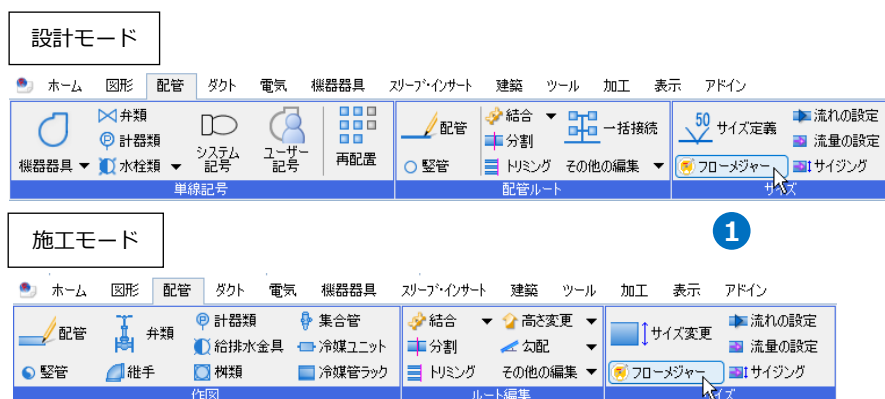 設計モード
ホーム 図形 配管 ダクト 電気 機器器具 スリーブ・インサート 建築 ツール 加工 表示 アドイン
機器器具 弁類 計器類 水栓類 システム記号 ユーザー記号 再配置
単線記号
配管 竪管 結合 分割 トリミング 一括接続 その他の編集
配管ルート
50 サイズ定義 フローメジャー 流れの設定 流量の設定 サイジング
サイズ
1
施工モード
ホーム 図形 配管 ダクト 電気 機器器具 スリーブ・インサート 建築 ツール 加工 表示 アドイン
配管 竪管 弁類 継手 計器類 給排水金具 桝類 集合管 冷媒ユニット 冷媒管ラック
作図
結合 分割 トリミング 高さ変更 勾配 その他の編集
ルート編集
サイズ変更 フローメジャー 流れの設定 流量の設定 サイジング
イズ